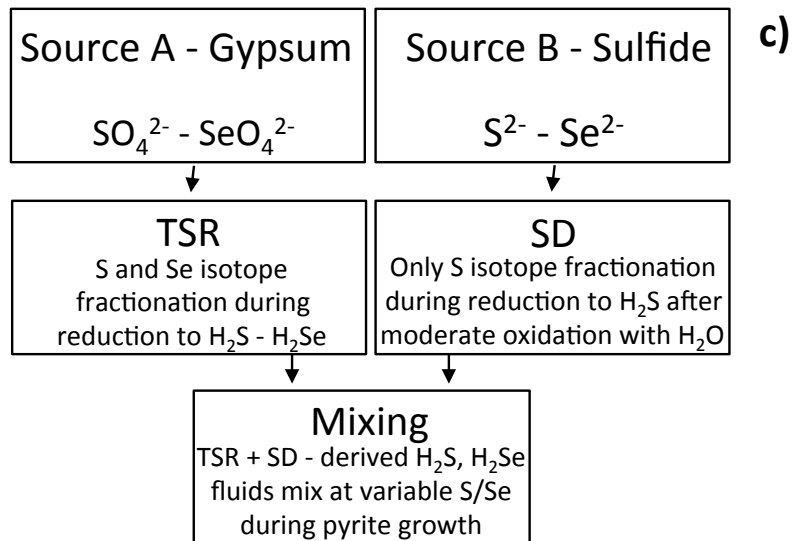 c)
Source A - Gypsum
SO₄²⁻ - SeO₄²⁻
Source B - Sulfide
S²⁻ - Se²⁻
TSR
S and Se isotope
fractionation during
reduction to H₂S - H₂Se
SD
Only S isotope fractionation
during reduction to H₂S after
moderate oxidation with H₂O
Mixing
TSR + SD - derived H₂S, H₂Se
fluids mix at variable S/Se
during pyrite growth